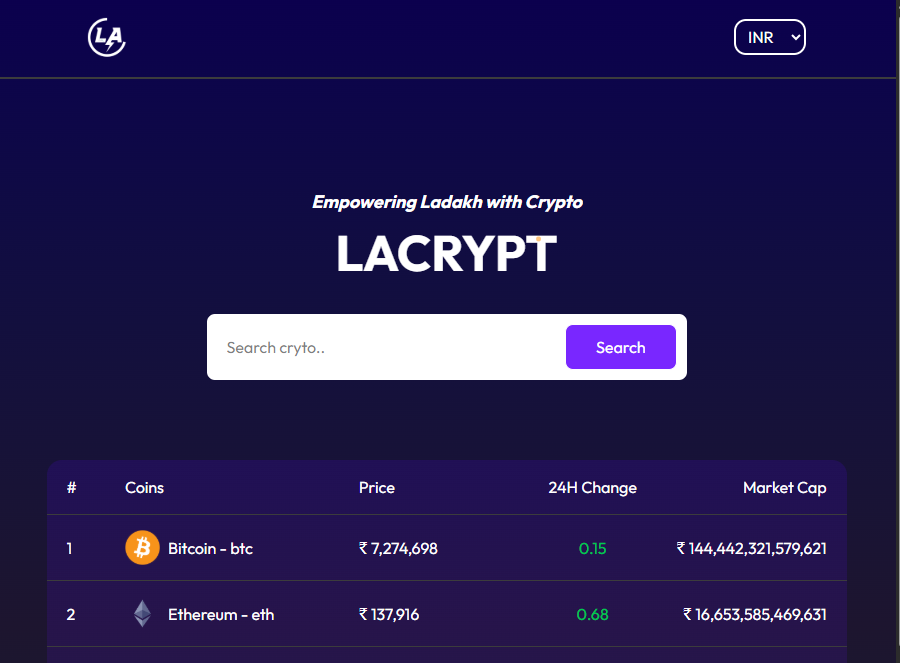 LA
INR
Empowering Ladakh with Crypto
LACRYPT
Search cryto..
Search
# Coins Price 24H Change Market Cap
1 Bitcoin - btc ₹ 7,274,698 0.15 ₹ 144,442,321,579,621
2 Ethereum - eth ₹ 137,916 0.68 ₹ 16,653,585,469,631